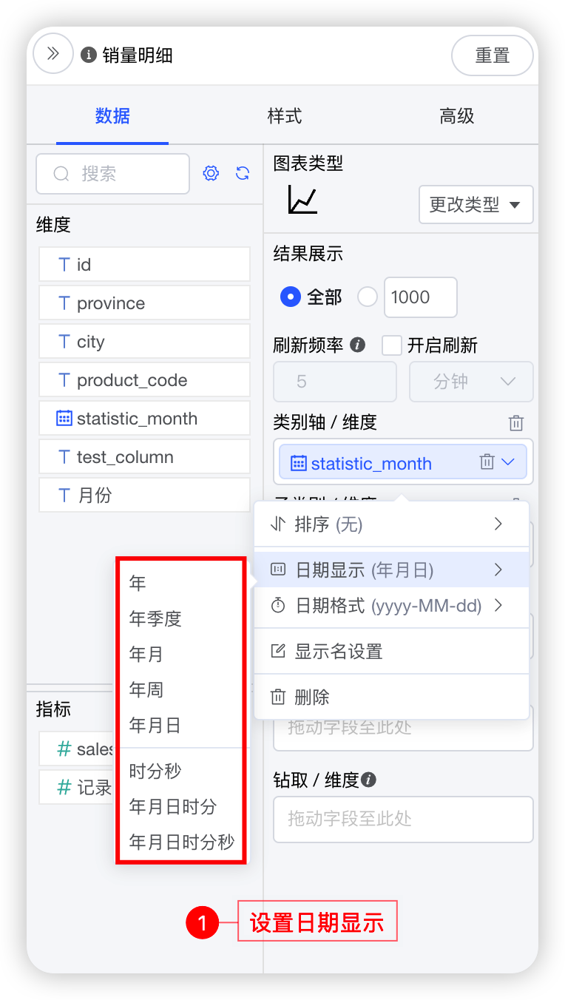 销量明细
重置
数据
样式
高级
搜索
维度
id
province
city
product_code
statistic_month
test_column
月份
指标
sales
记录
图表类型
更改类型
结果展示
全部
1000
刷新频率
开启刷新
5
分钟
类别轴 / 维度
statistic_month
子类别 / 维度
排序 (无)
日期显示 (年月日)
日期格式 (yyyy-MM-dd)
显示名设置
删除
年
年季度
年月
年周
年月日
时分秒
年月日时分
年月日时分秒
拖动字段至此处
钻取 / 维度
拖动字段至此处
1
设置日期显示